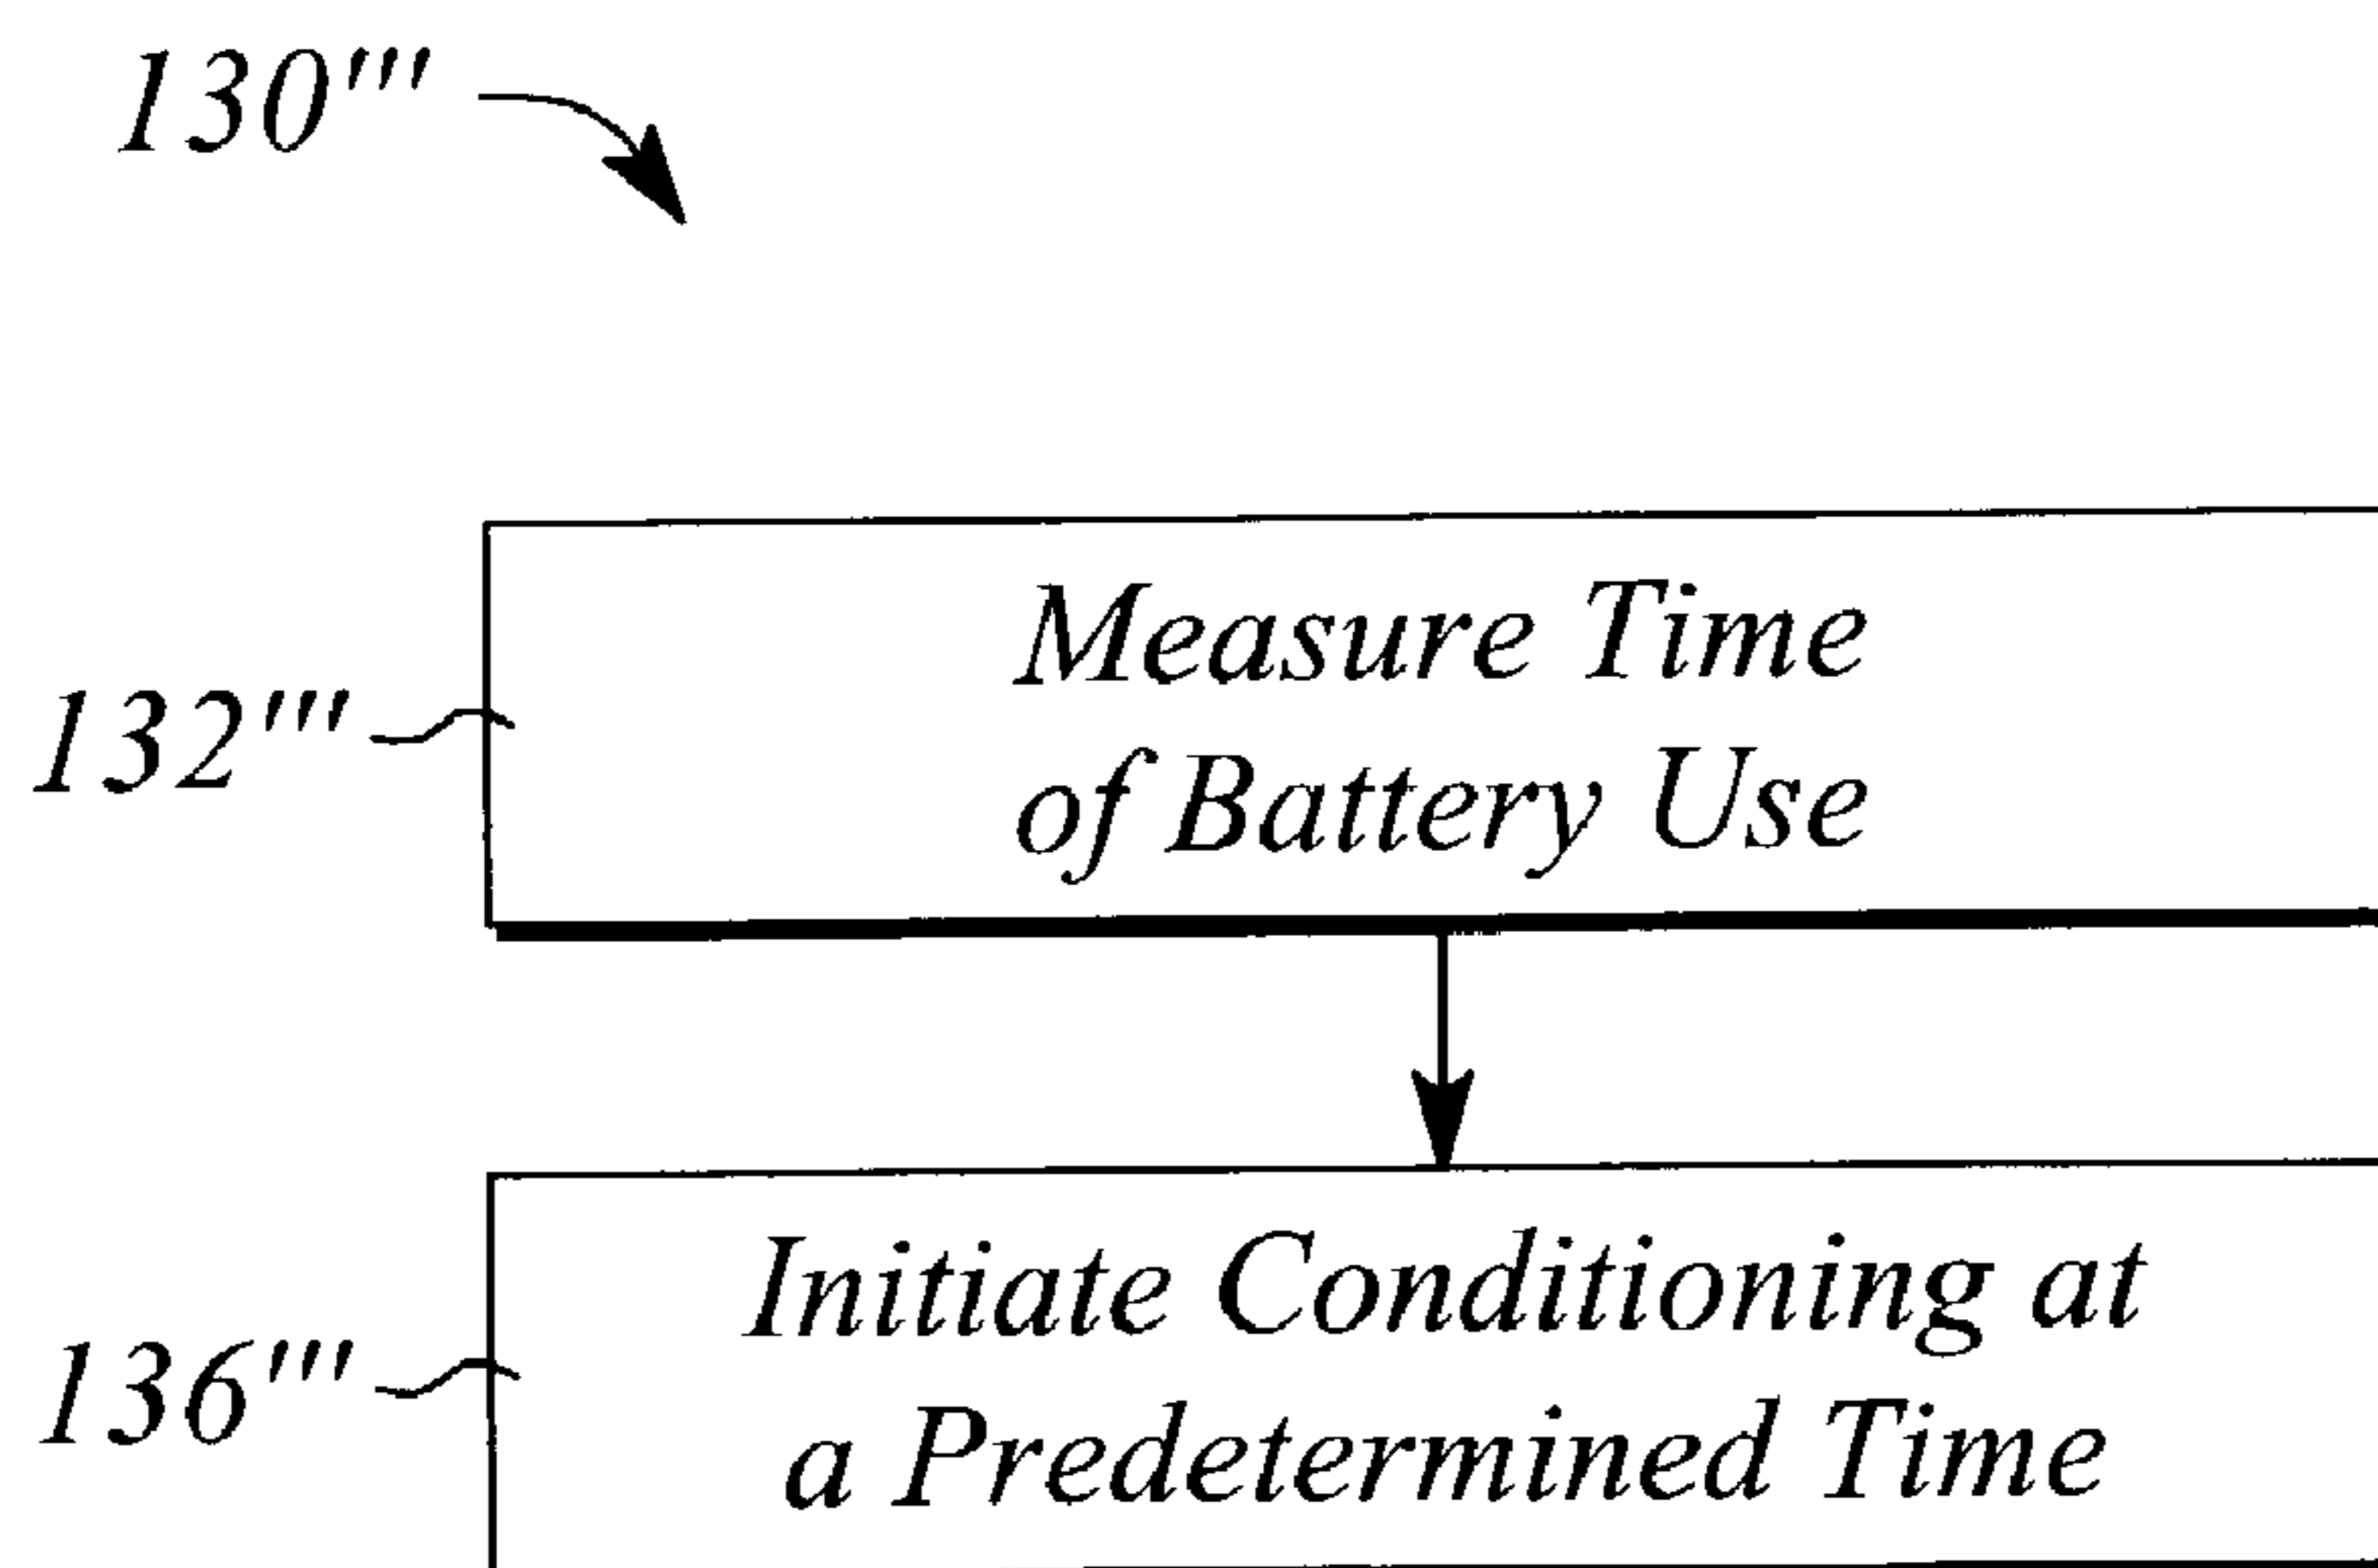 130'''
Measure Time
132'''
of Battery Use
Initiate Conditioning at
136'''
a Predetermined Time